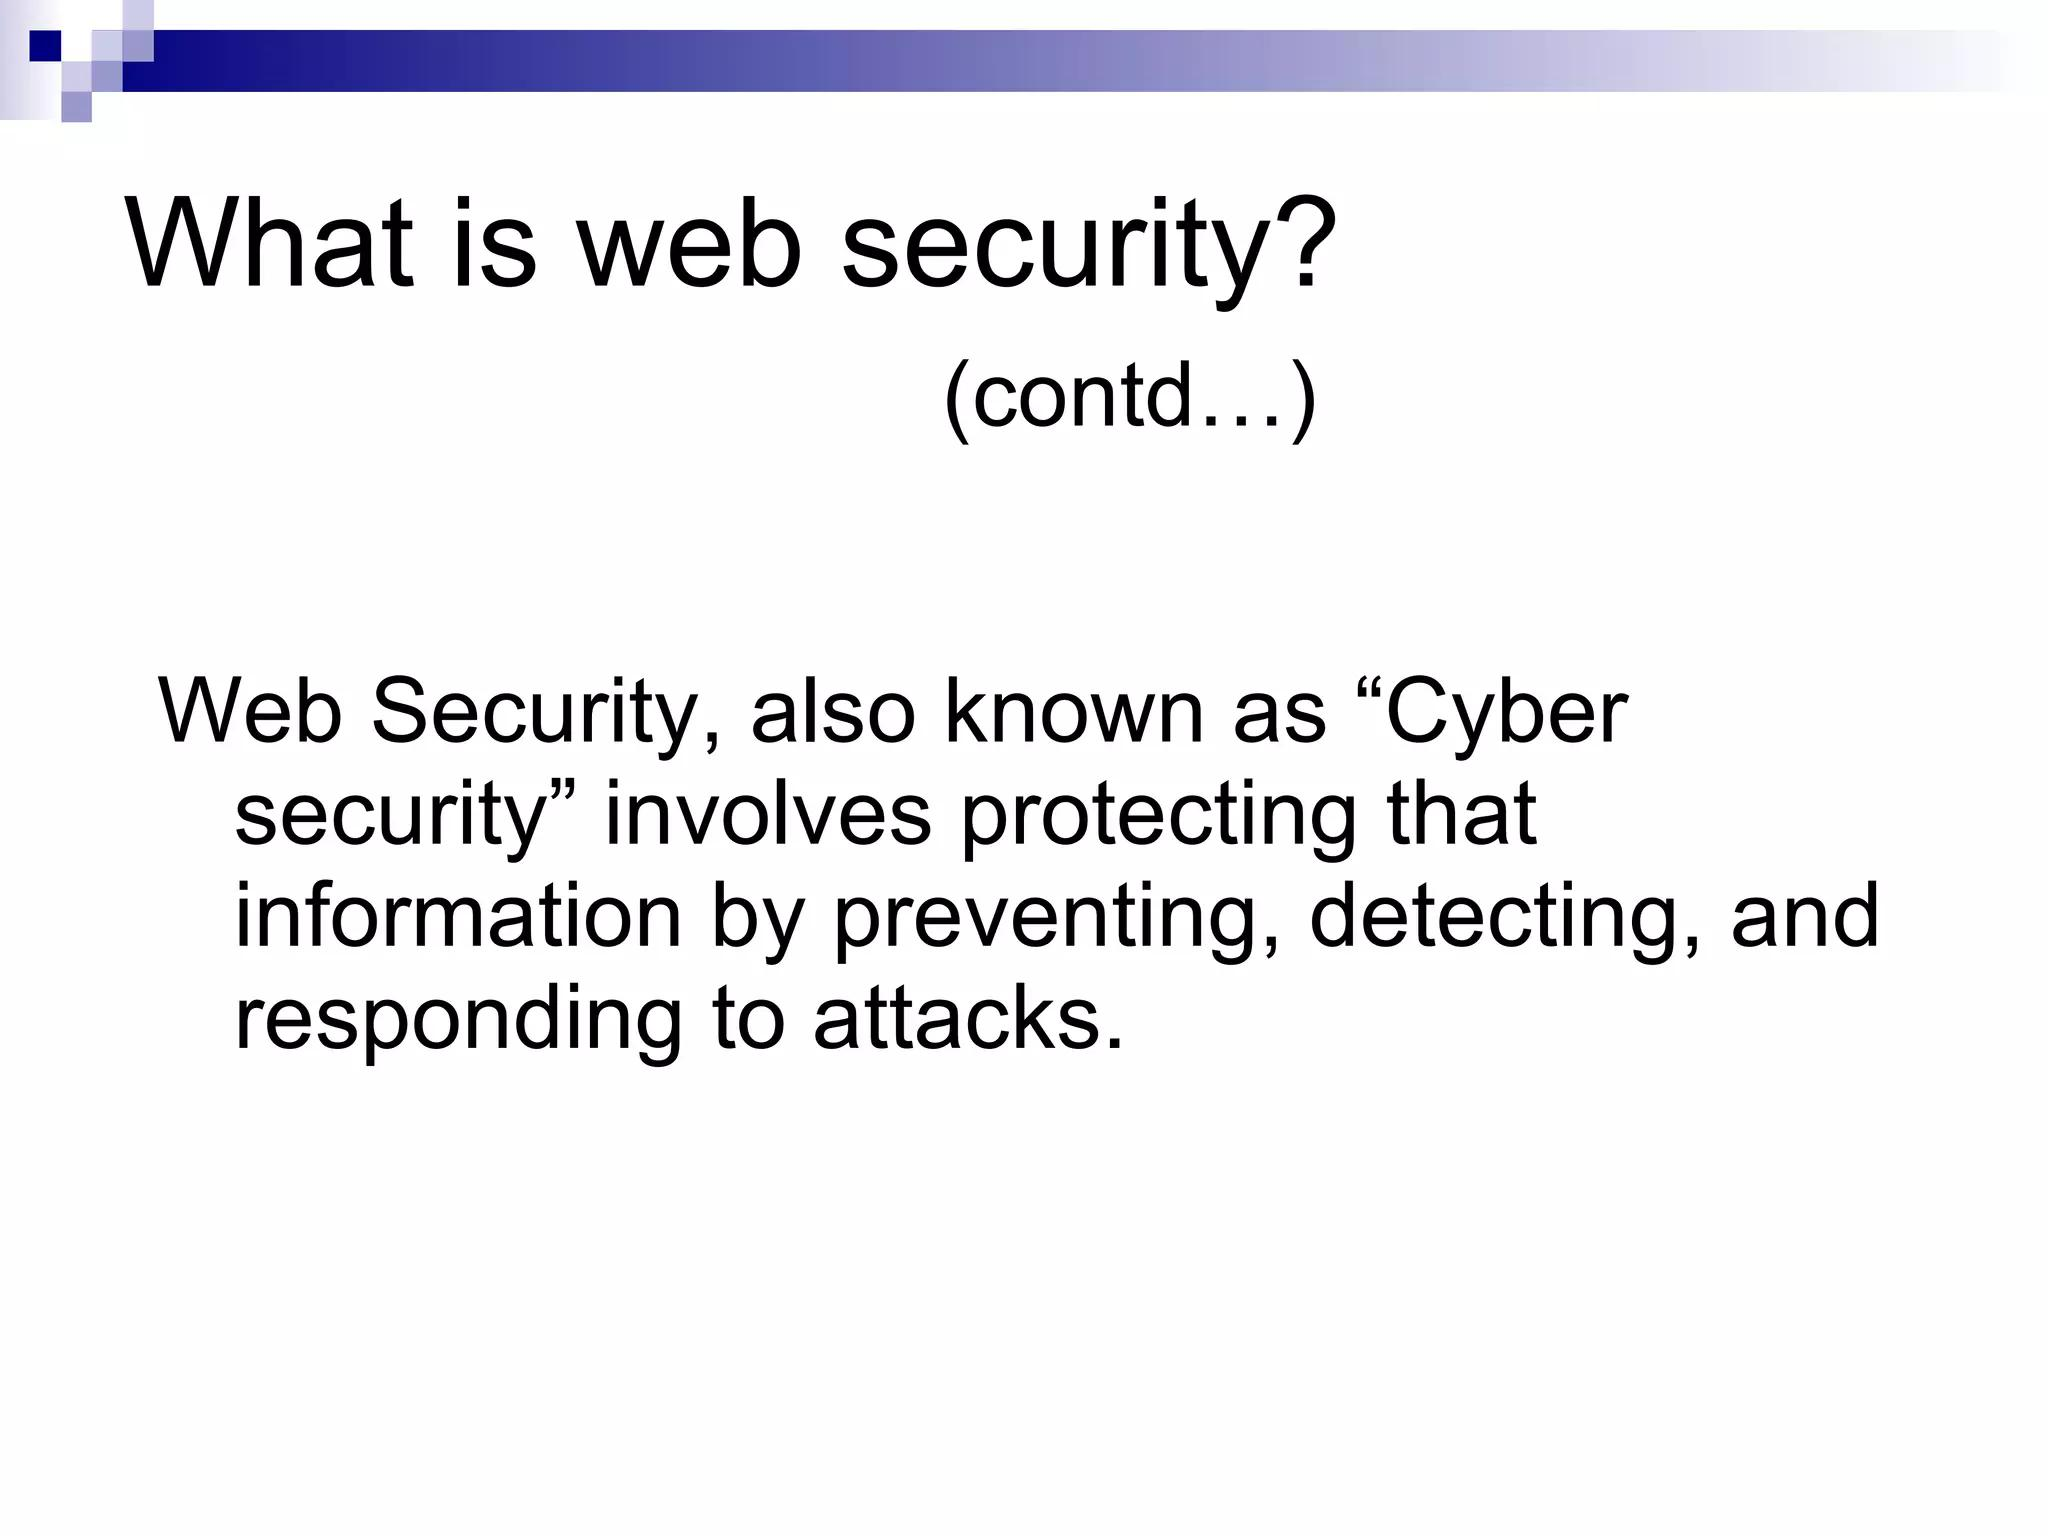 What is web security?
(contd…)
Web Security, also known as “Cyber
security” involves protecting that
information by preventing, detecting, and
responding to attacks.